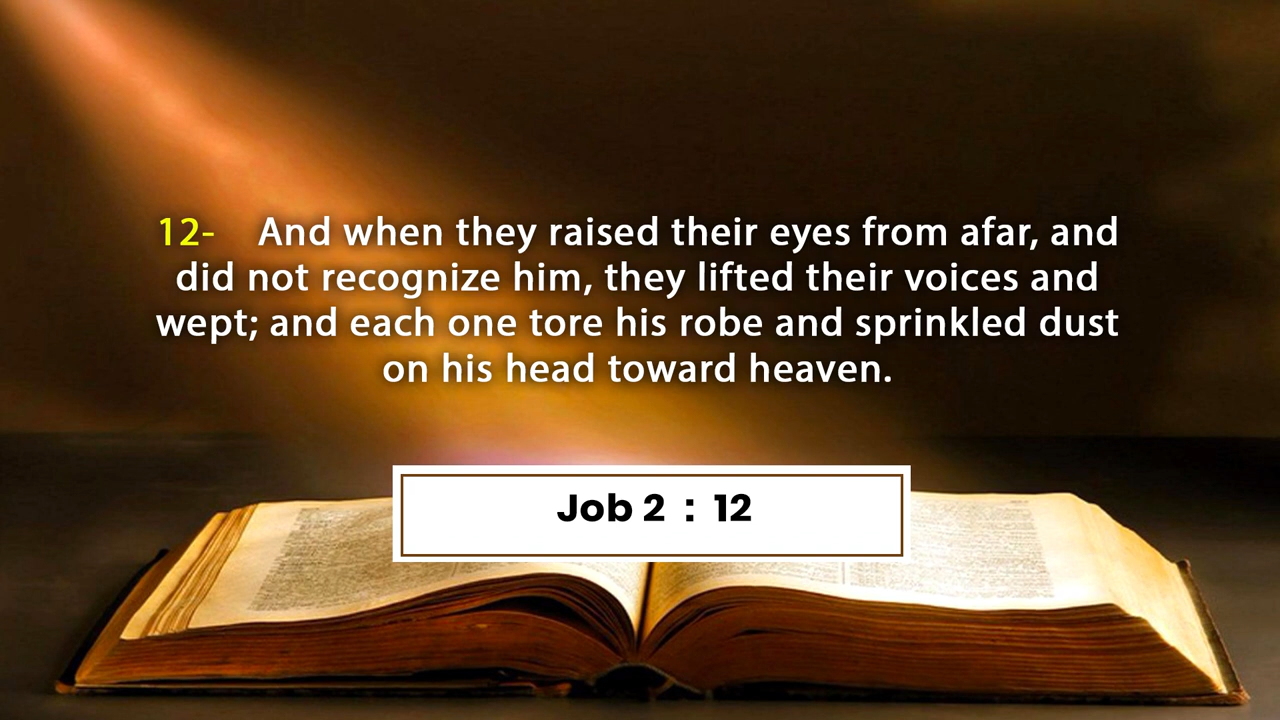 12- And when they raised their eyes from afar, and
did not recognize him, they lifted their voices and
wept; and each one tore his robe and sprinkled dust
on his head toward heaven.
Job 2 : 12